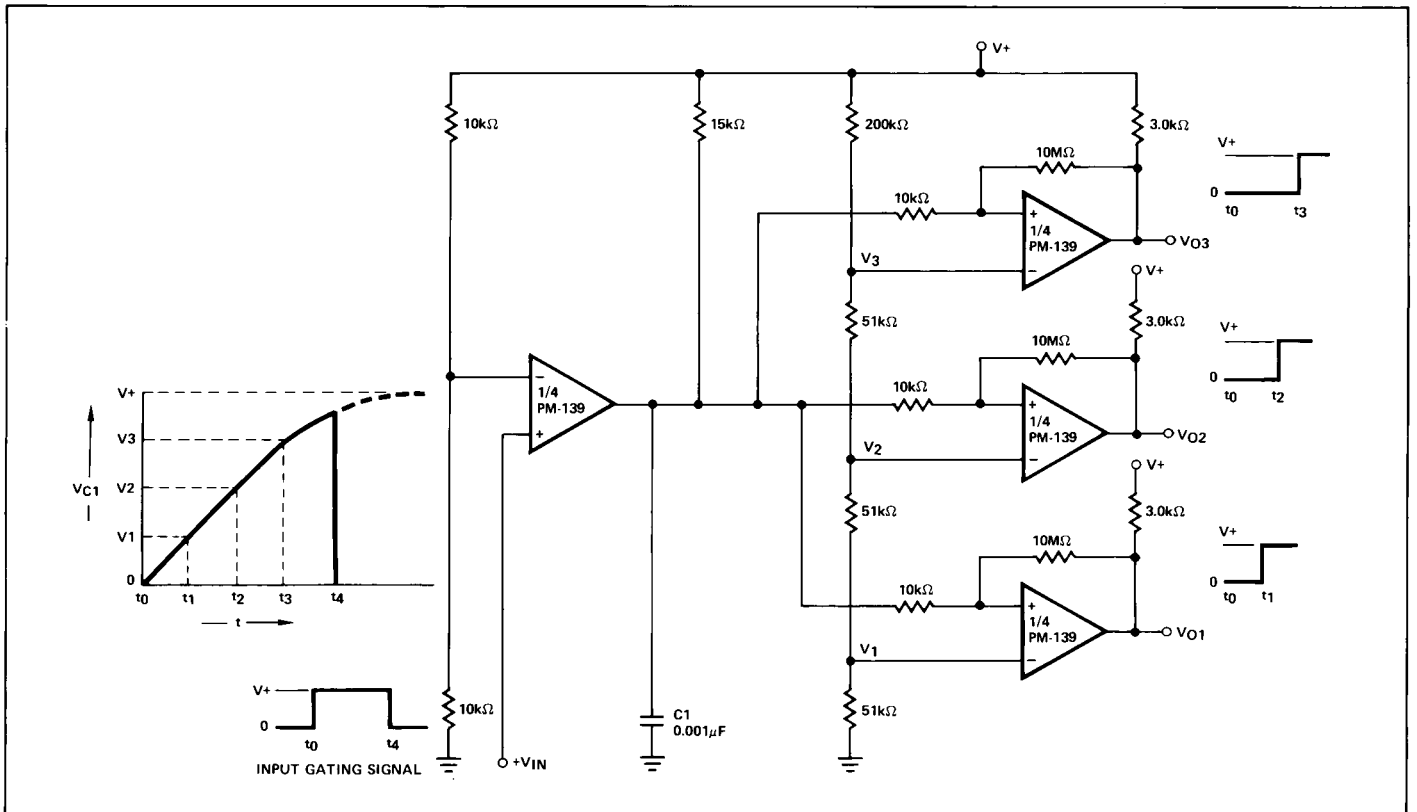 V+
10kΩ
15kΩ
200kΩ
3.0kΩ
10MΩ
V+
0
t0
t3
10kΩ
+
1/4
PM-139
−
VO3
V3
V+
51kΩ
3.0kΩ
10MΩ
V+
0
t0
t2
−
1/4
PM-139
+
10kΩ
+
1/4
PM-139
−
VO2
V2
V+
V+
V3
VC1
V2
V1
0
t0
t1
t2
t3
t4
t
51kΩ
3.0kΩ
10MΩ
V+
0
t0
t1
10kΩ
+
1/4
PM-139
−
VO1
V1
V+
0
t0
t4
INPUT GATING SIGNAL
10kΩ
+VIN
C1
0.001μF
51kΩ